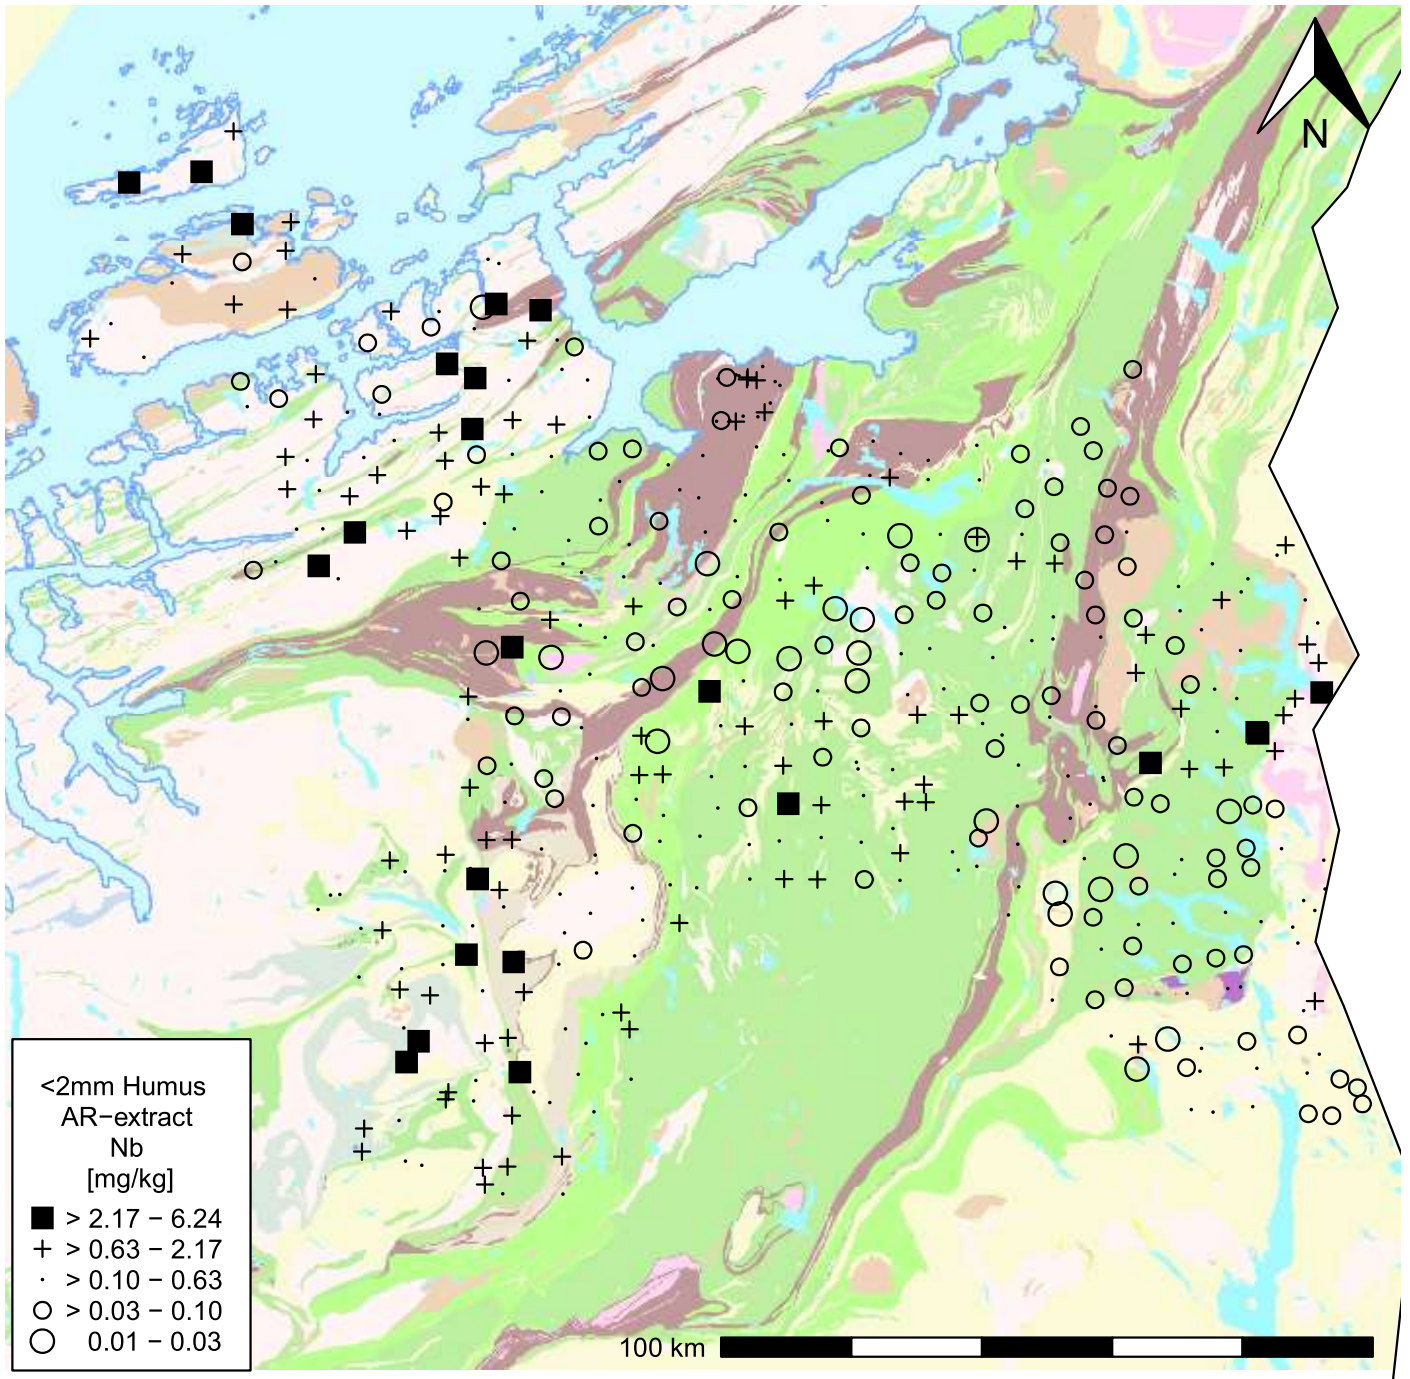 N
<2mm Humus
AR−extract
Nb
[mg/kg]
> 2.17 − 6.24
> 0.63 − 2.17
> 0.10 − 0.63
> 0.03 − 0.10
0.01 − 0.03
100 km